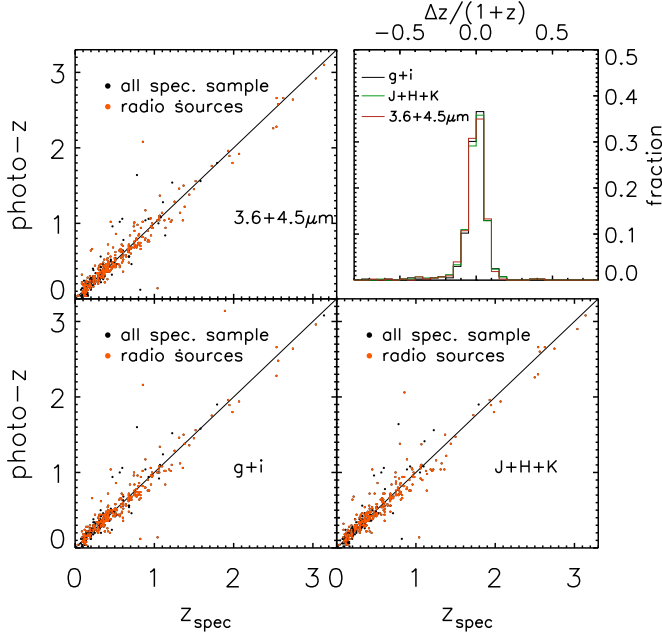 Δz/(1+z)
−0.5 0.0 0.5
3
2
1
0
photo−z
all spec. sample
radio sources
3.6+4.5μm
g+i
J+H+K
3.6+4.5μm
0.5
0.4
0.3
0.2
0.1
0.0
fraction
3
2
1
0
photo−z
all spec. sample
radio sources
g+i
all spec. sample
radio sources
J+H+K
0 1 2 3 0 1 2 3
z_spec z_spec